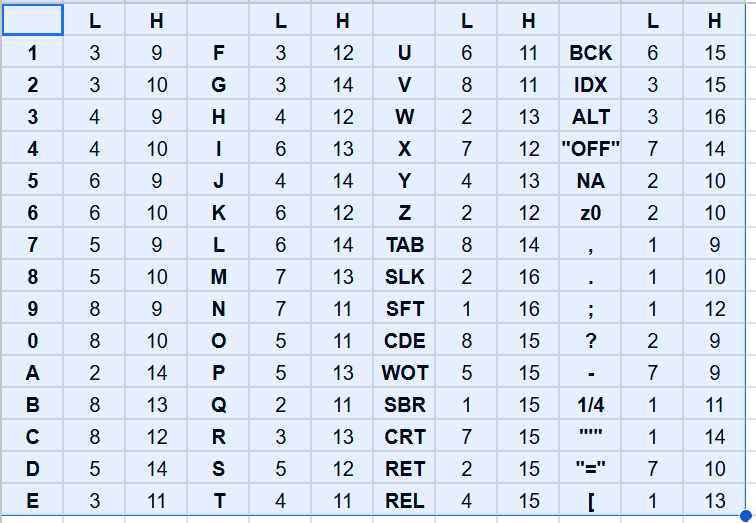 L H L H L H L H
1 3 9 F 3 12 U 6 11 BCK 6 15
2 3 10 G 3 14 V 8 11 IDX 3 15
3 4 9 H 4 12 W 2 13 ALT 3 16
4 4 10 I 6 13 X 7 12 "OFF" 7 14
5 6 9 J 4 14 Y 4 13 NA 2 10
6 6 10 K 6 12 Z 2 12 z0 2 10
7 5 9 L 6 14 TAB 8 14 , 1 9
8 5 10 M 7 13 SLK 2 16 . 1 10
9 8 9 N 7 11 SFT 1 16 ; 1 12
0 8 10 O 5 11 CDE 8 15 ? 2 9
A 2 14 P 5 13 WOT 5 15 - 7 9
B 8 13 Q 2 11 SBR 1 15 1/4 1 11
C 8 12 R 3 13 CRT 7 15 "'" 1 14
D 5 14 S 5 12 RET 2 15 "=" 7 10
E 3 11 T 4 11 REL 4 15 [ 1 13